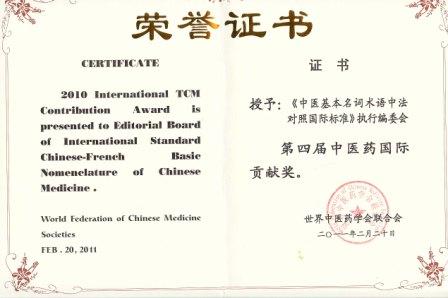 荣誉证书
CERTIFICATE
2010 International TCM
Contribution Award is
presented to Editorial Board
of International Standard
Chinese-French Basic
Nomenclature of Chinese
Medicine .
World Federation of Chinese Medicine
Societies
FEB . 20, 2011
证 书
授予：《中医基本名词术语中法
对照国际标准》执行编委会
第四届中医药国际
贡献奖。
世界中医药学会联合会
二〇一一年二月二十日